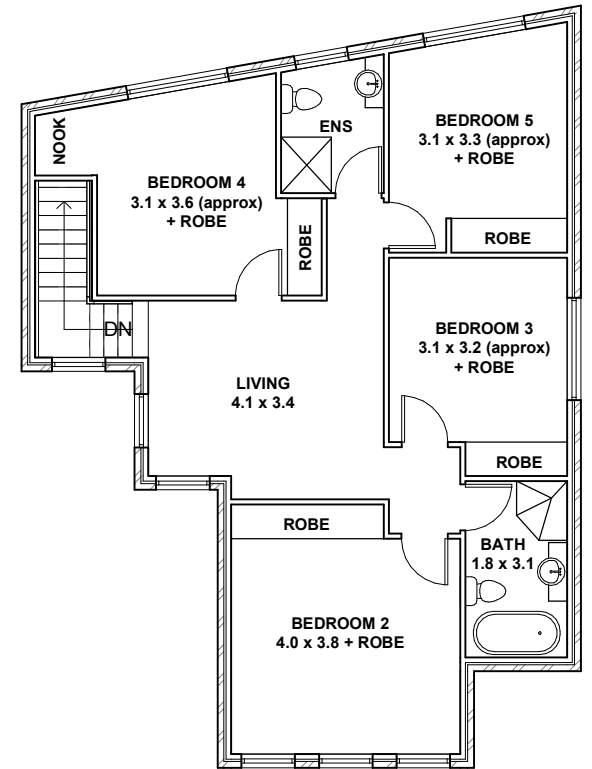 BEDROOM 5
3.1 x 3.3 (approx)
+ ROBE
ENS
NOOK
BEDROOM 4
3.1 x 3.6 (approx)
+ ROBE
ROBE
ROBE
DN
BEDROOM 3
3.1 x 3.2 (approx)
+ ROBE
LIVING
4.1 x 3.4
ROBE
ROBE
BATH
1.8 x 3.1
BEDROOM 2
4.0 x 3.8 + ROBE